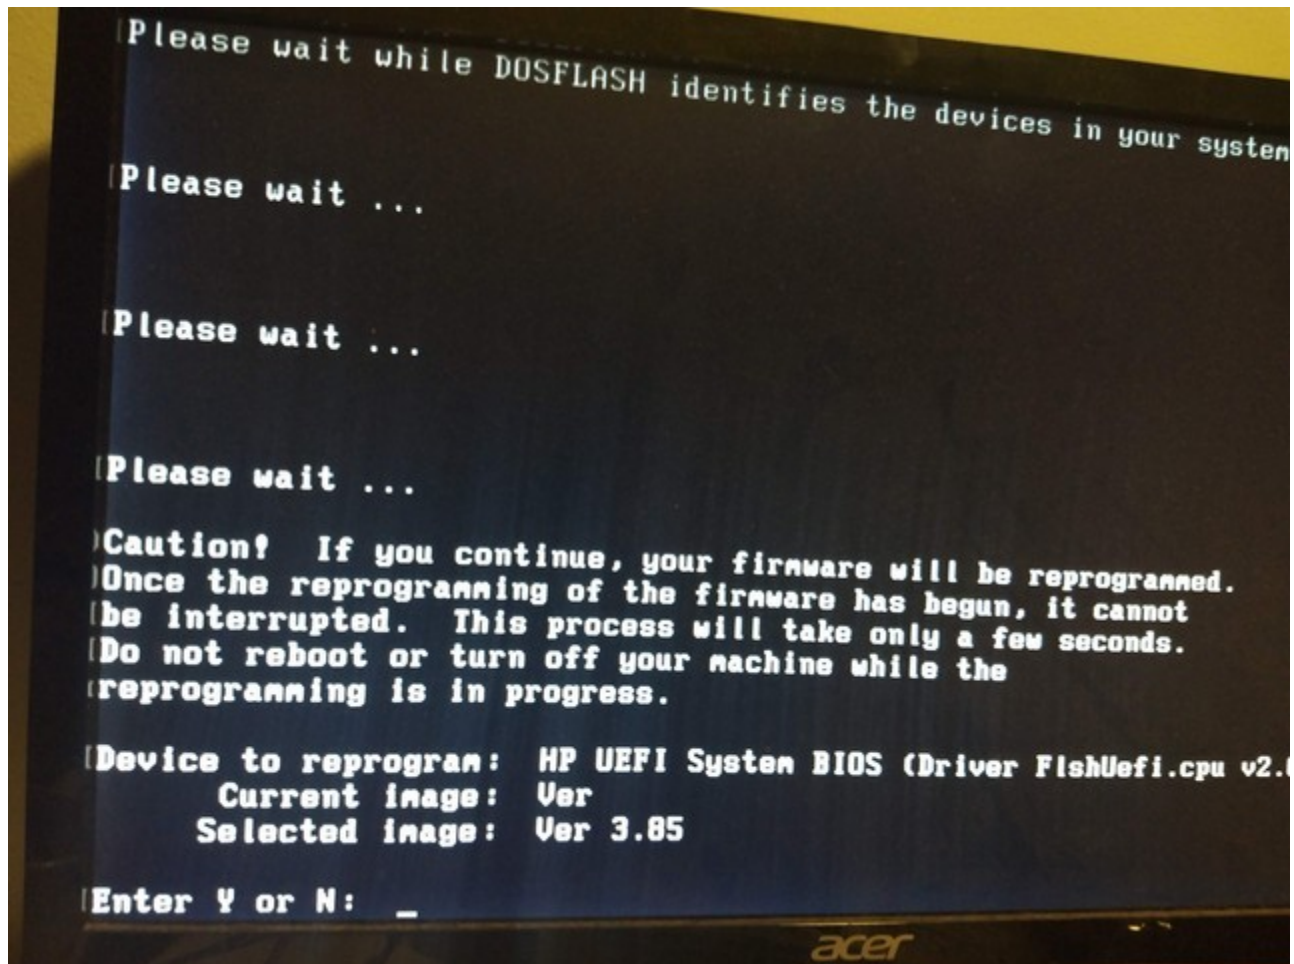 Please wait while DOSFLASH identifies the devices in your system
Please wait ...
Please wait ...
Please wait ...
Caution! If you continue, your firmware will be reprogrammed.
Once the reprogramming of the firmware has begun, it cannot
be interrupted. This process will take only a few seconds.
Do not reboot or turn off your machine while the
reprogramming is in progress.
Device to reprogram: HP UEFI System BIOS (Driver FlshUefi.cpu v2.
Current image: Ver
Selected image: Ver 3.85
Enter Y or N: _
acer